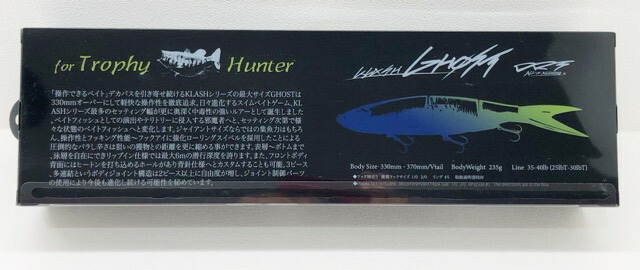 for Trophy Hunter
KLASH GHOST DRT
「操作できるベイト」デカバスを引き寄せ続けるKLASHシリーズの最大サイズGHOSTは
330mmオーバーにして軽快な操作性を徹底追求。日々進化するスイムベイトゲーム、KL
ASHシリーズ最多のセッティング幅が更に奥深く中毒性の強いルアーとして誕生しました
。ベイトフィッシュとしての演出やテリトリーに侵入する邪魔者へと、セッティング次第で様
々な状態のベイトフィッシュへと変化します。ジャイアントサイズならではの集魚力はもちろ
ん、操作性とフッキング性能〜フックアイに強化ローリングスイベルを採用したことによる
圧倒的なバラし辛さは狙いの獲物との距離を更に縮める事ができます。表層〜ボトムまで
、泳層を自在にできリップイン仕様では最大6mの潜行深度を誇ります。また、フロントボディ
背面にはヒートンを打ち込めるホールがあり青針仕様へとカスタムすることも可能。3ピース
多連結というボディジョイント構造は2ピース以上に自由度が増し、ジョイント制御パーツ
の使用により今後も進化し続ける可能性を秘めています。
Body Size 330mm - 370mm/Vtail BodyWeight 235g Line 35-40lb (25lbT-30lbT)